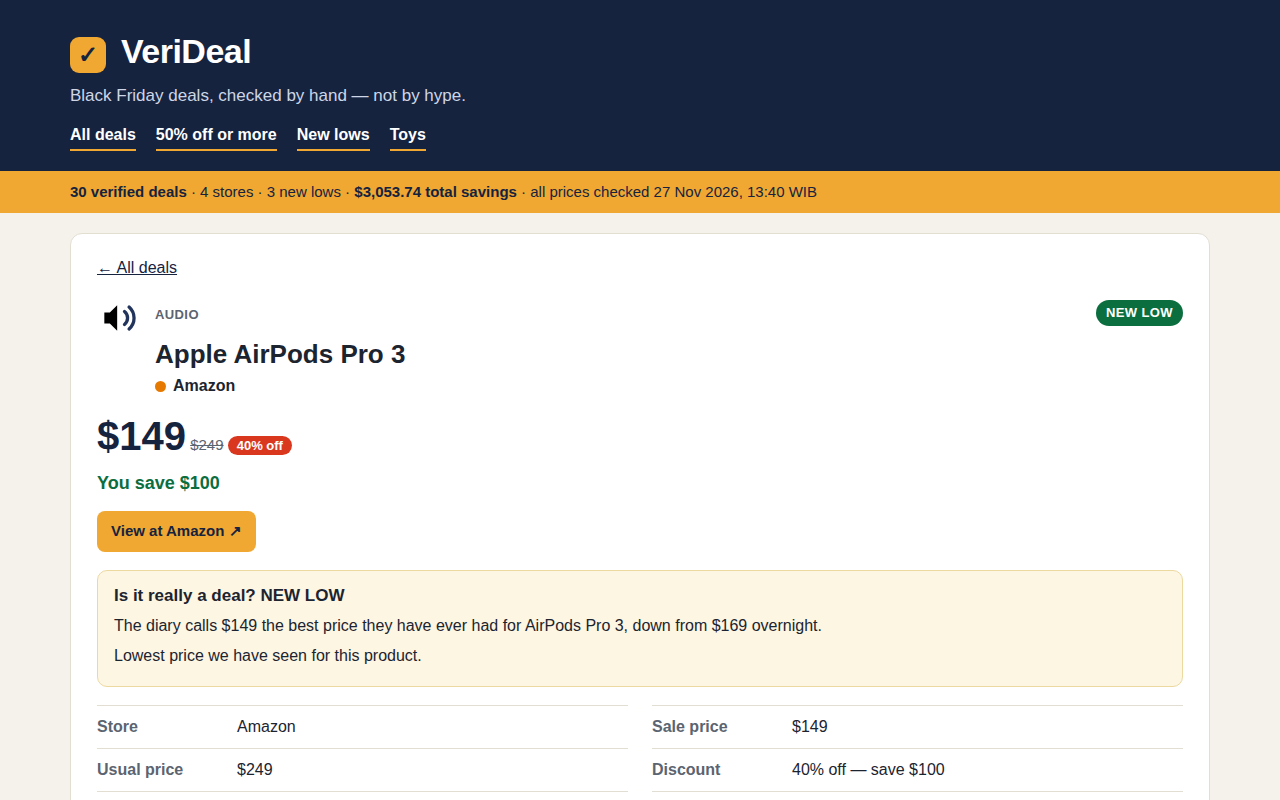 ✓ VeriDeal
Black Friday deals, checked by hand — not by hype.
All deals 50% off or more New lows Toys
30 verified deals · 4 stores · 3 new lows · $3,053.74 total savings · all prices checked 27 Nov 2026, 13:40 WIB
← All deals
AUDIO
NEW LOW
Apple AirPods Pro 3
Amazon
$149 $249 40% off
You save $100
View at Amazon ↗
Is it really a deal? NEW LOW
The diary calls $149 the best price they have ever had for AirPods Pro 3, down from $169 overnight.
Lowest price we have seen for this product.
Store Amazon
Sale price $149
Usual price $249
Discount 40% off — save $100